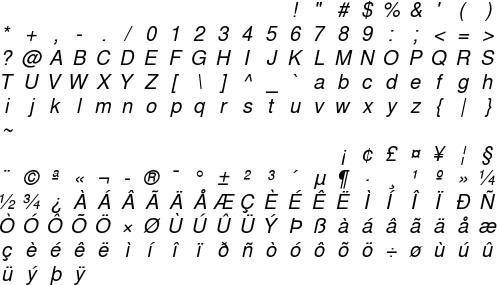 ! " # $ % & ' ( )
* + , - . / 0 1 2 3 4 5 6 7 8 9 : ; < = >
? @ A B C D E F G H I J K L M N O P Q R S
T U V W X Y Z [ \ ] ^ _ ` a b c d e f g h
i j k l m n o p q r s t u v w x y z { | }
~
¡ ¢ £ ¤ ¥ ¦ §
¨ © ª « ¬ - ® ¯ ° ± ² ³ ´ µ ¶ · ¸ ¹ º » ¼
½ ¾ ¿ À Á Â Ã Ä Å Æ Ç È É Ê Ë Ì Í Î Ï Ð Ñ
Ò Ó Ô Õ Ö × Ø Ù Ú Û Ü Ý Þ ß à á â ã ä å æ
ç è é ê ë ì í î ï ð ñ ò ó ô õ ö ÷ ø ù ú û
ü ý þ ÿ